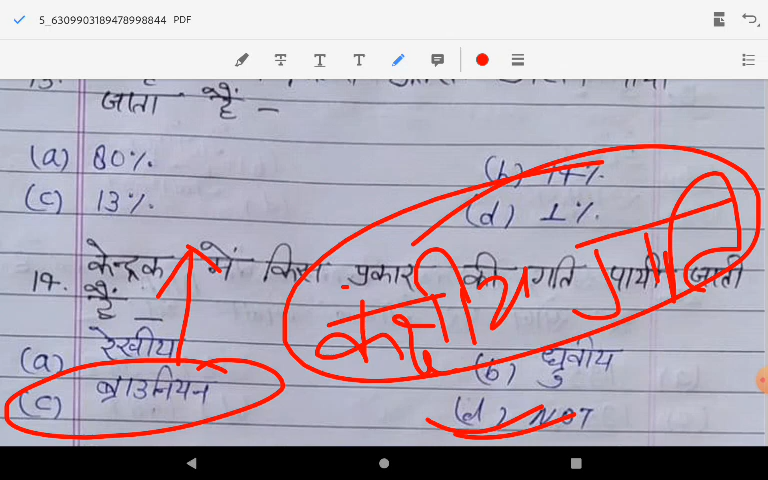 5_6309903189478998844 PDF
जाता है -
(a) 80%. (b) 17%.
(c) 13%. (d) 1%.
17. केन्द्रक में किस प्रकार की गति पायी जाती
है -
(a) रेखीय (b) ध्रुवीय
(c) ब्राउनियन (d) NOT